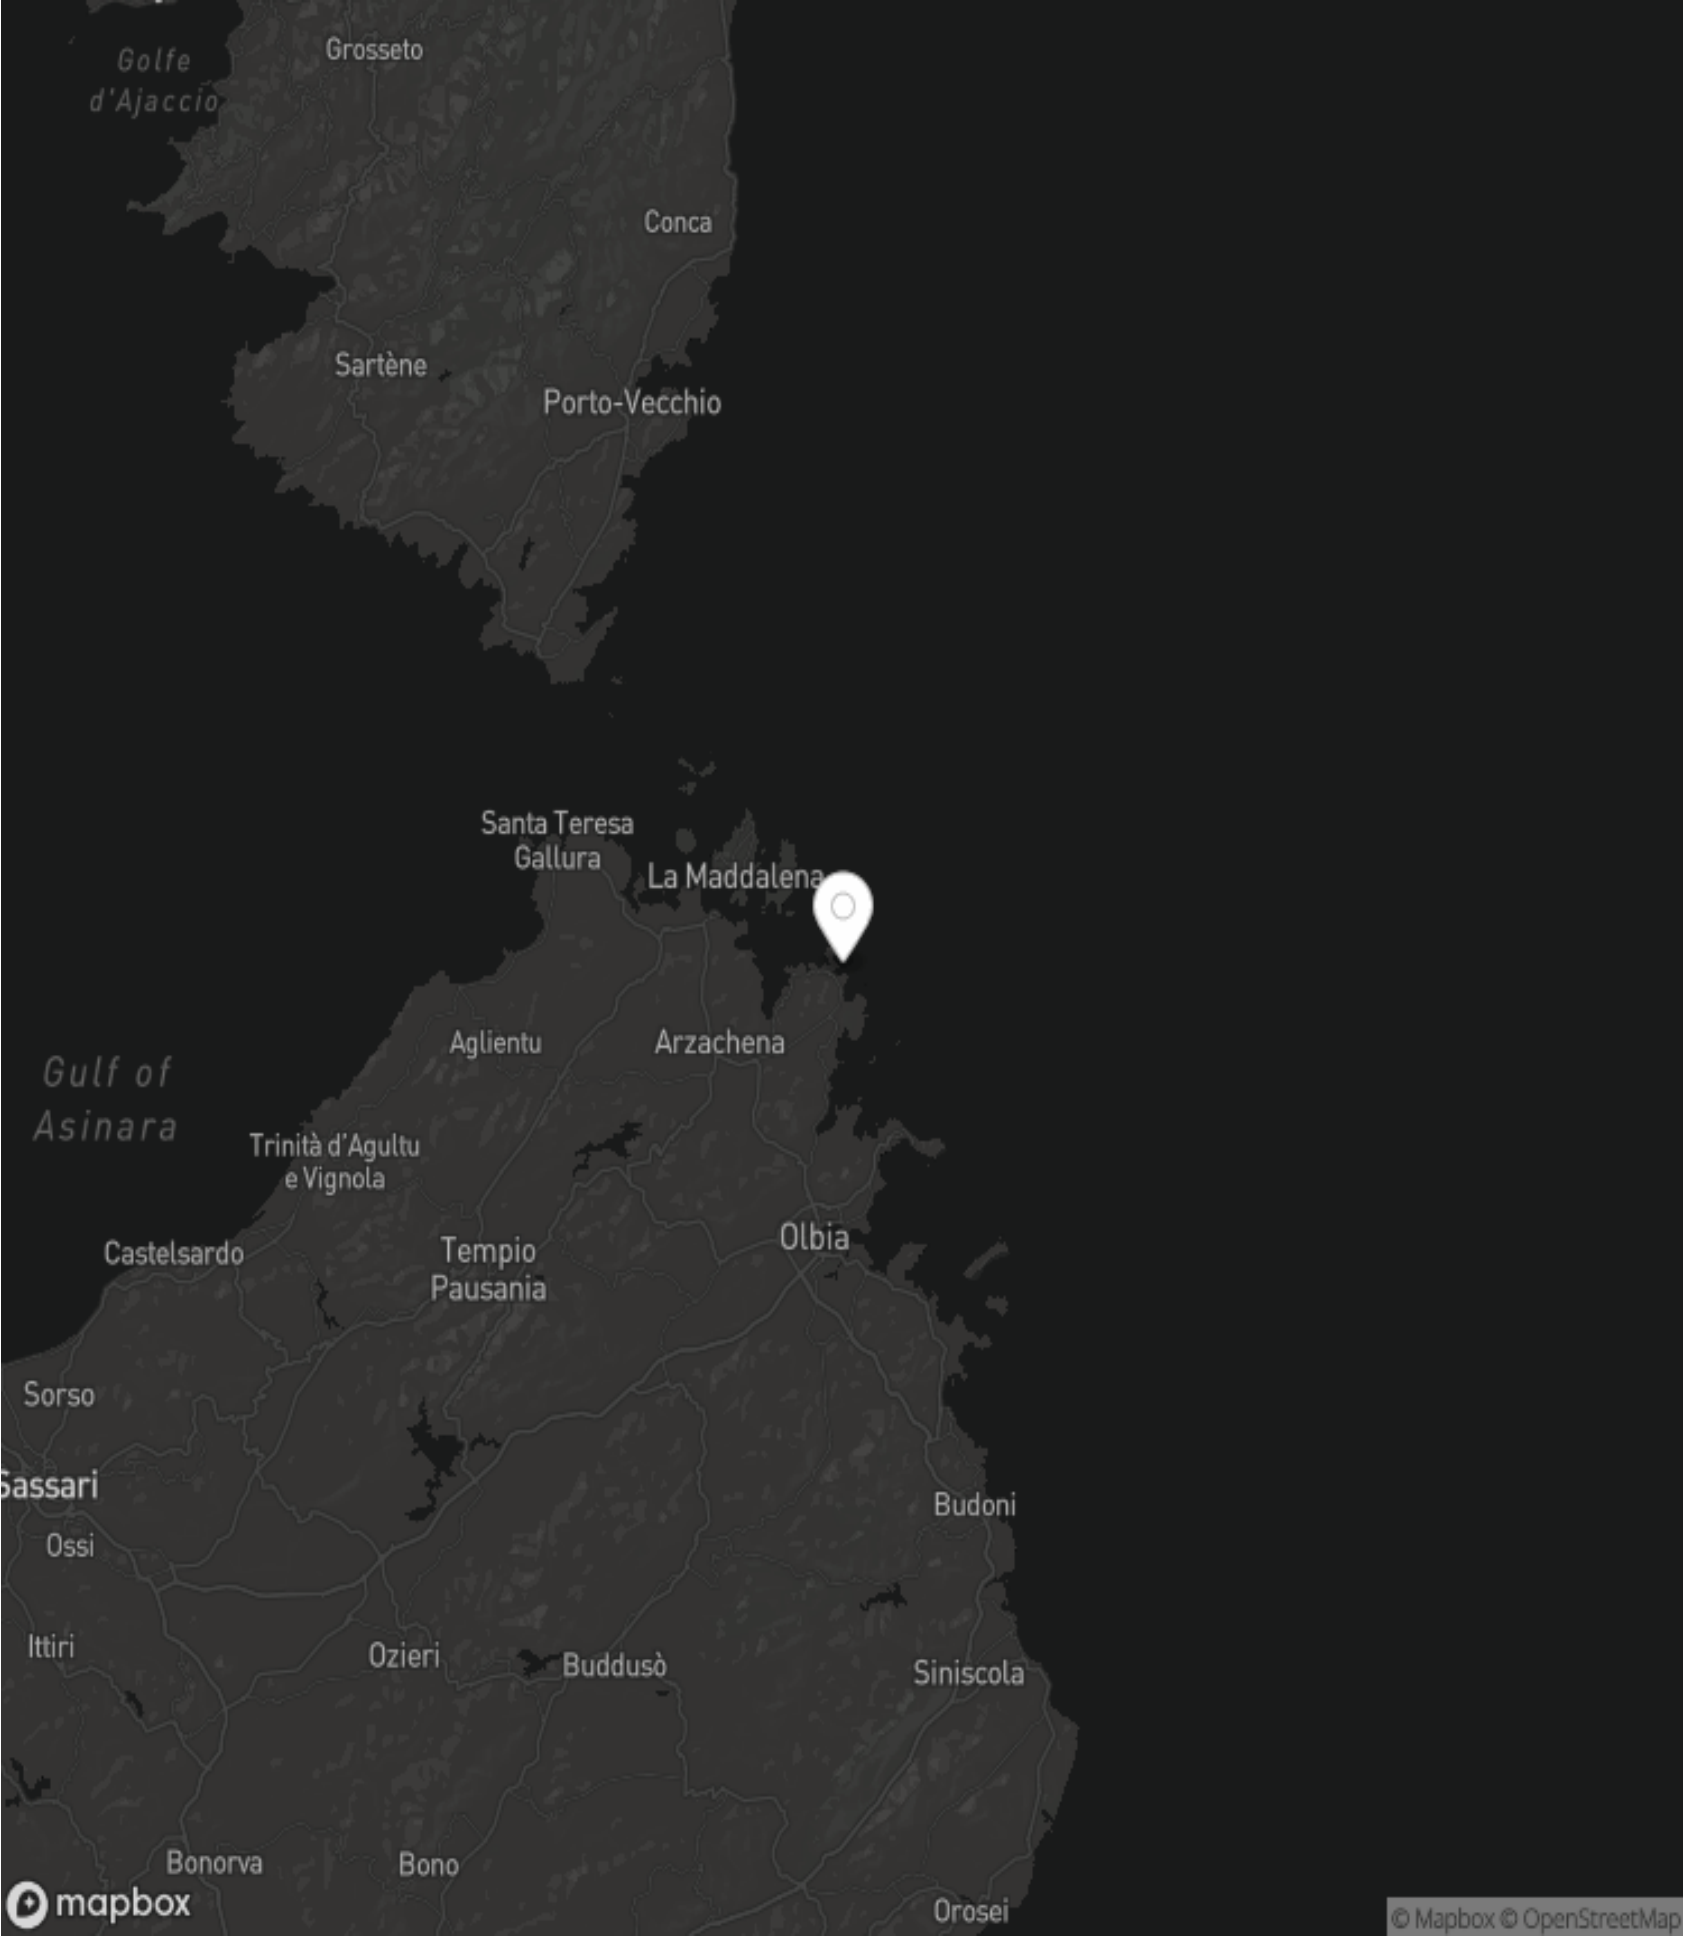 Grosseto
Golfe
d'Ajaccio
Conca
Sartène
Porto-Vecchio
Santa Teresa
Gallura
La Maddalena
Aglientu
Arzachena
Gulf of
Asinara
Trinità d'Agultu
e Vignola
Olbia
Castelsardo
Tempio
Pausania
Sorso
Sassari
Budoni
Ossi
Ittiri
Ozieri
Buddusò
Siniscola
Bonorva
Bono
mapbox
Orosei
© Mapbox © OpenStreetMap